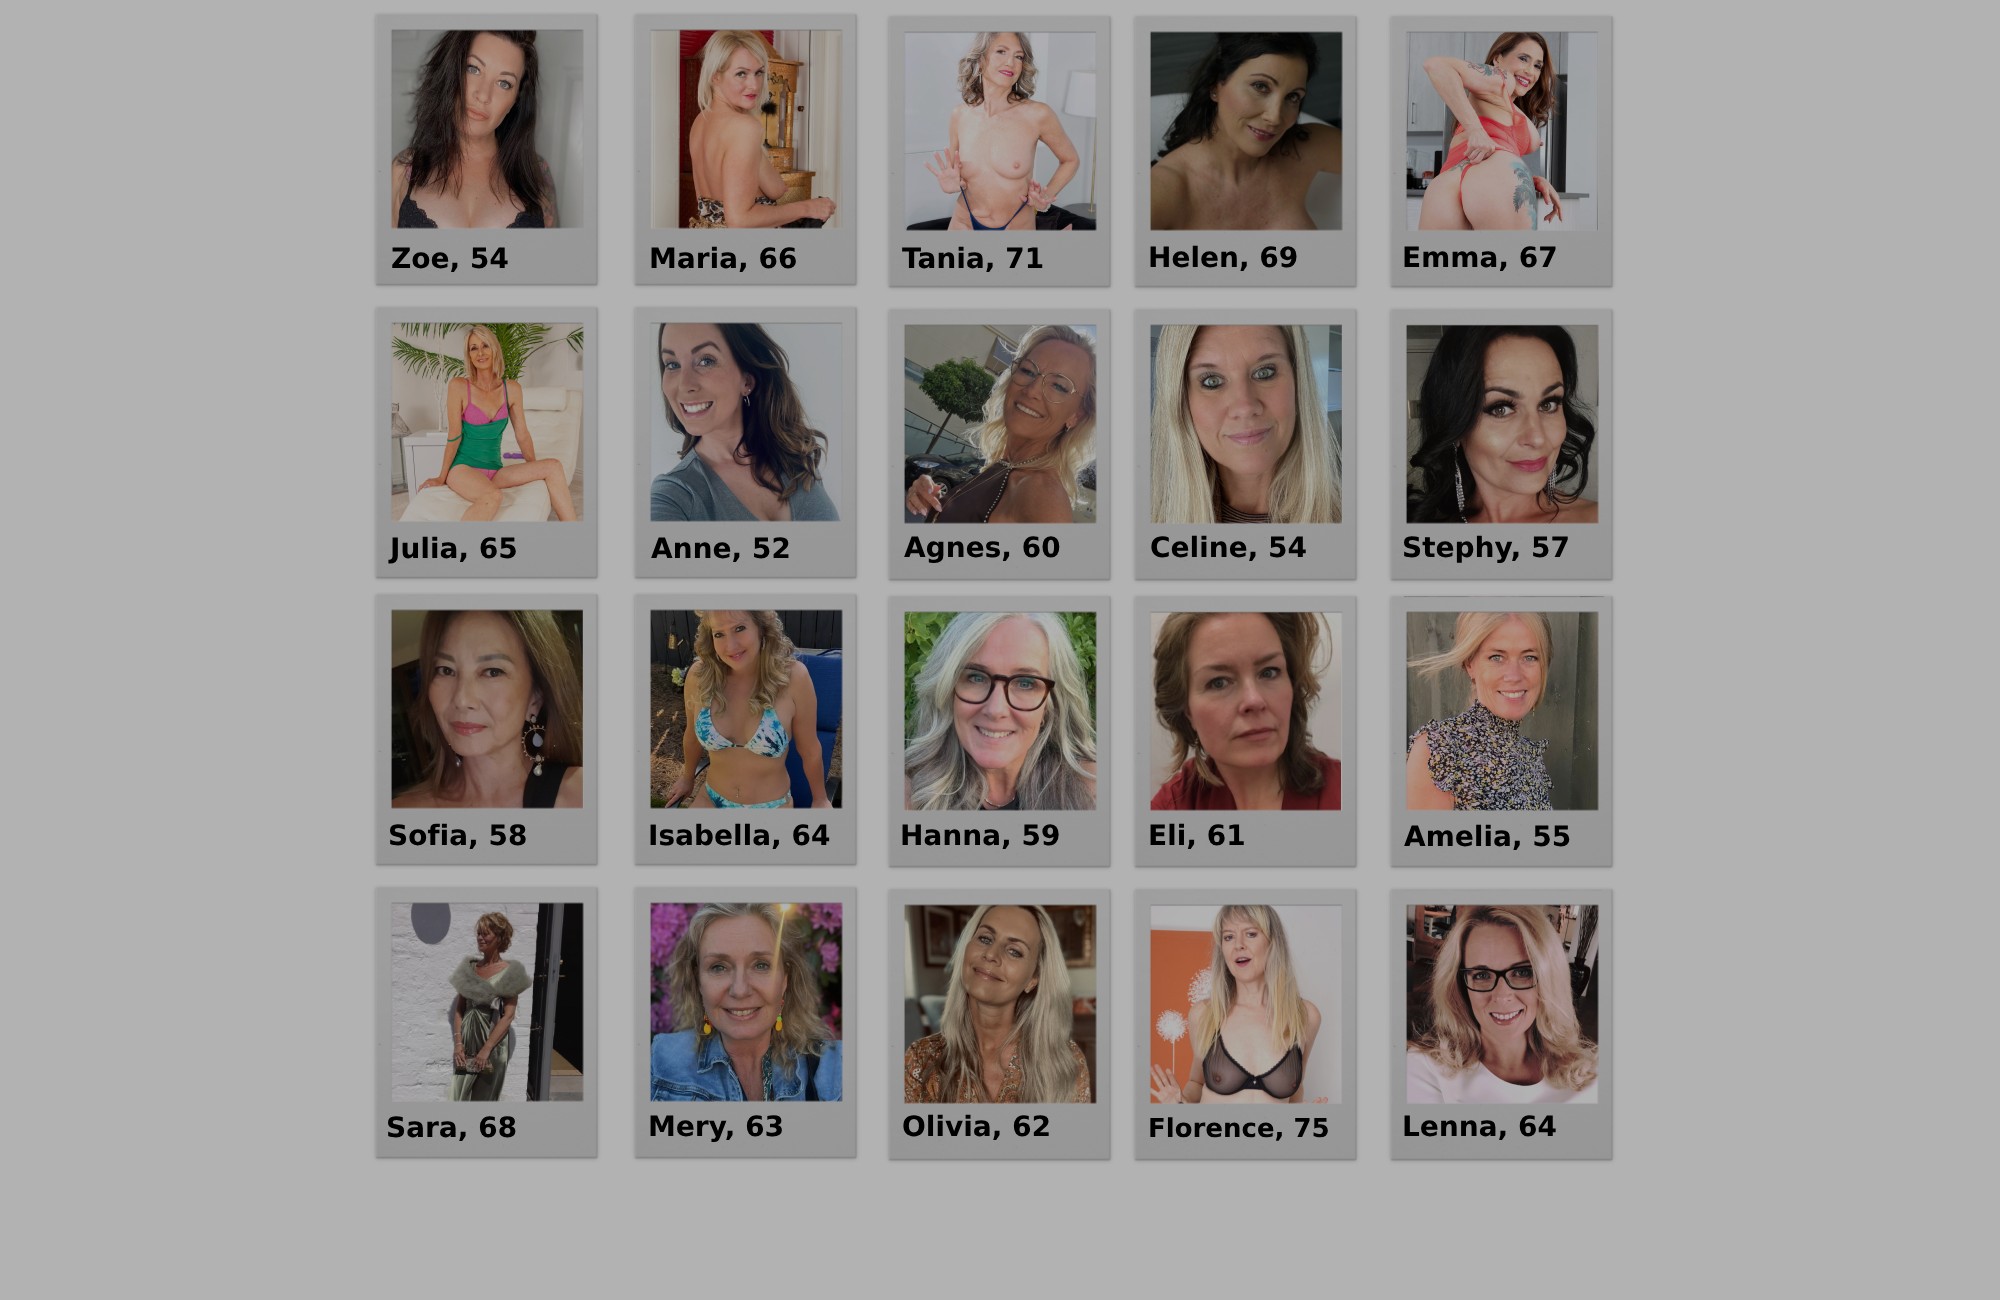 Zoe, 54
Maria, 66
Tania, 71
Helen, 69
Emma, 67
Julia, 65
Anne, 52
Agnes, 60
Celine, 54
Stephy, 57
Sofia, 58
Isabella, 64
Hanna, 59
Eli, 61
Amelia, 55
Sara, 68
Mery, 63
Olivia, 62
Florence, 75
Lenna, 64